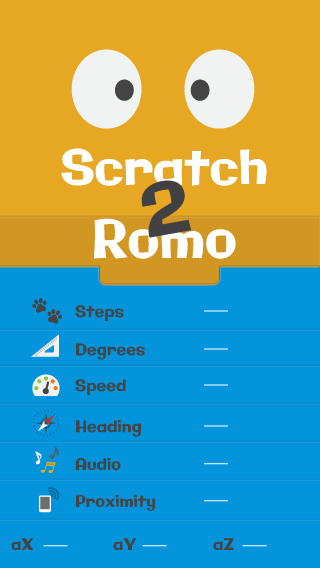 Scratch
2
Romo
Steps —
Degrees —
Speed —
Heading —
Audio —
Proximity —
aX — aY — aZ —